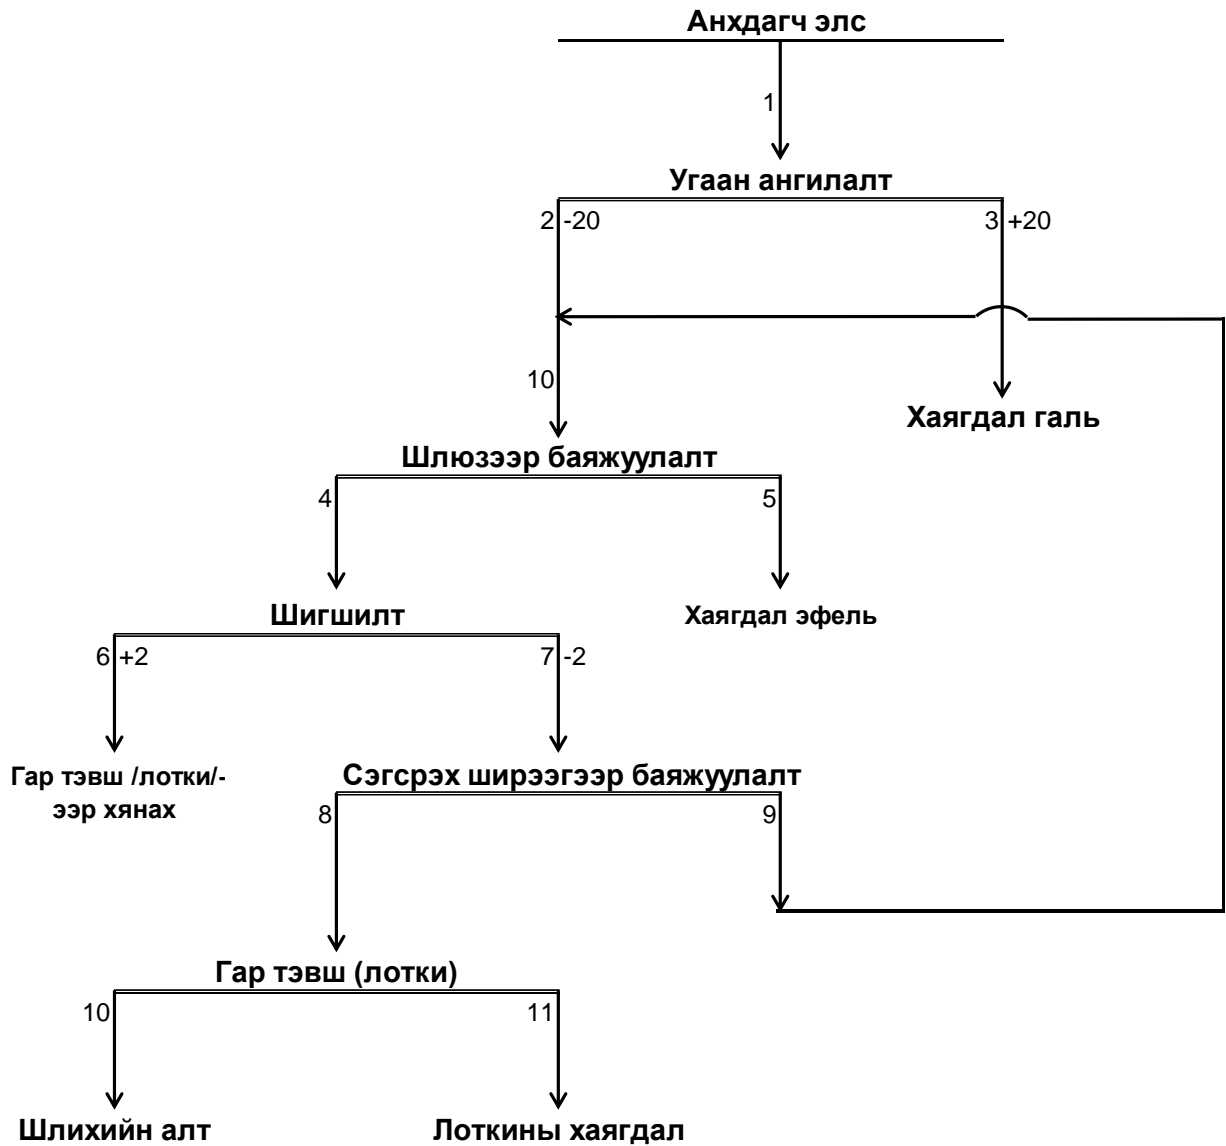 Анхдагч элс
1
Угаан ангилалт
2 -20
3 +20
10
Хаягдал галь
Шлюзээр баяжуулалт
4
5
Шигшилт
Хаягдал эфель
6 +2
7 -2
Гар тэвш /лотки/-
ээр хянах
Сэгсрэх ширээгээр баяжуулалт
8
9
Гар тэвш (лотки)
10
11
Шлихийн алт
Лоткины хаягдал